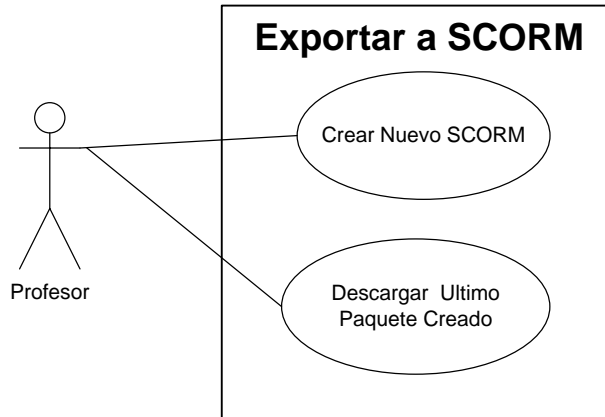 Exportar a SCORM
Crear Nuevo SCORM
Profesor
Descargar Ultimo
Paquete Creado